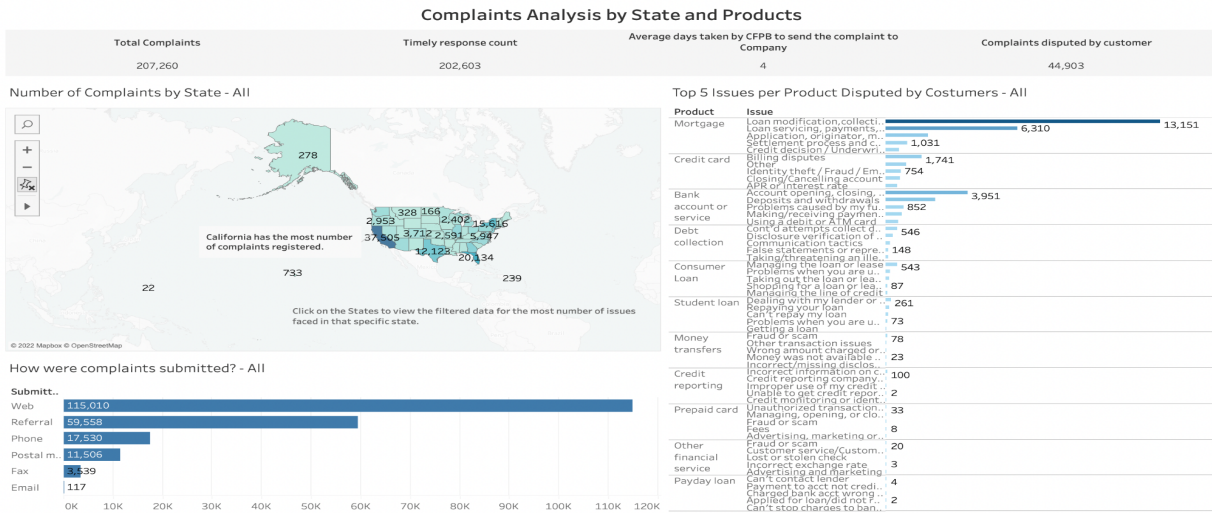 Complaints Analysis by State and Products
Total Complaints
207,260
Timely response count
202,603
Average days taken by CFPB to send the complaint to
Company
4
Complaints disputed by customer
44,903
Number of Complaints by State - All
278
328
166
2,953
2,402
15,616
37,505
3,712
2,591
5,947
12,123
20,134
California has the most number
of complaints registered.
733
239
22
Click on the States to view the filtered data for the most number of issues
faced in that specific state.
© 2022 Mapbox © OpenStreetMap
How were complaints submitted? - All
Submitt..
Web 115,010
Referral 59,558
Phone 17,530
Postal m.. 11,506
Fax 3,539
Email 117
0K 10K 20K 30K 40K 50K 60K 70K 80K 90K 100K 110K 120K
Top 5 Issues per Product Disputed by Costumers - All
Product Issue
Mortgage Loan modification,collecti.. 13,151
Loan servicing, payments,.. 6,310
Application, originator, m..
Settlement process and c.. 1,031
Credit decision / Underwri..
Credit card Billing disputes 1,741
Other
Identity theft / Fraud / Em.. 754
Closing/Cancelling account
APR or interest rate
Bank account or service Account opening, closing, .. 3,951
Deposits and withdrawals
Problems caused by my fu.. 852
Making/receiving paymen..
Using a debit or ATM card
Debt collection Cont'd attempts collect d.. 546
Disclosure verification of ..
Communication tactics
False statements or repre.. 148
Taking/threatening an ille..
Consumer Loan Managing the loan or lease 543
Problems when you are u..
Taking out the loan or lea..
Shopping for a loan or lea.. 87
Managing the line of credit
Student loan Dealing with my lender or .. 261
Repaying your loan
Can't repay my loan
Problems when you are u.. 73
Getting a loan
Money transfers Fraud or scam 78
Other transaction issues
Wrong amount charged or..
Money was not available .. 23
Incorrect/missing disclos..
Credit reporting Incorrect information on c.. 100
Credit reporting company..
Improper use of my credit ..
Unable to get credit repor.. 2
Credit monitoring or ident..
Prepaid card Unauthorized transaction.. 33
Managing, opening, or clo..
Fraud or scam
Fees 8
Advertising, marketing or..
Other financial service Fraud or scam 20
Customer service/Custom..
Lost or stolen check
Incorrect exchange rate 3
Advertising and marketing
Payday loan Can't contact lender 4
Payment to acct not credi..
Charged bank acct wrong ..
Applied for loan/did not r.. 2
Can't stop charges to ban..